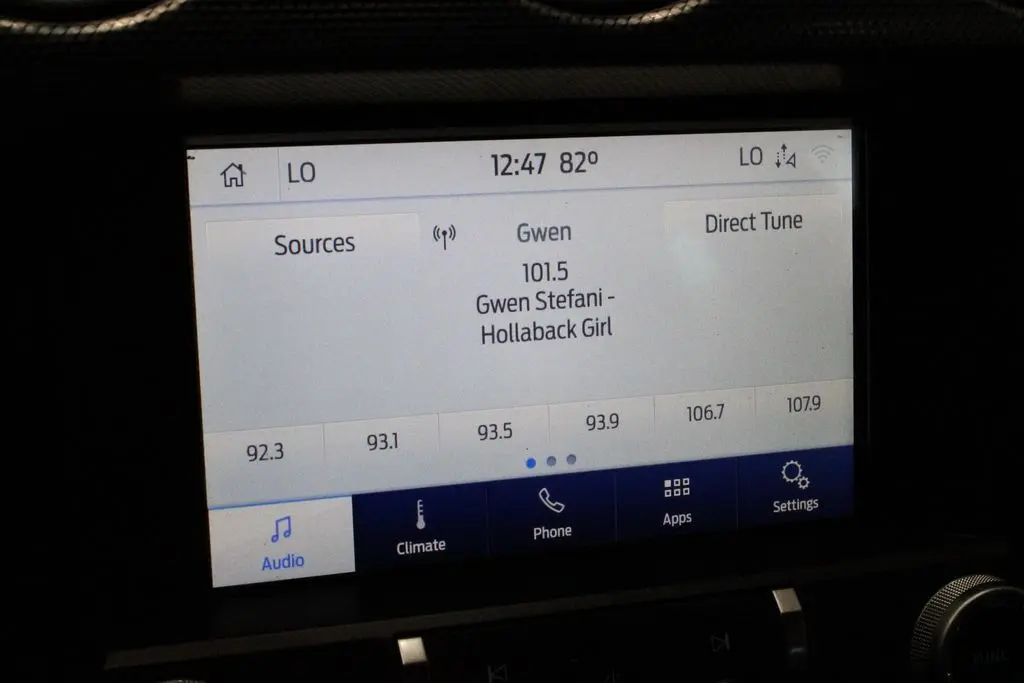 LO
12:47 82º
LO
Sources
Gwen
Direct Tune
101.5
Gwen Stefani -
Hollaback Girl
92.3
93.1
93.5
93.9
106.7
107.9
Audio
Climate
Phone
Apps
Settings
TUNE